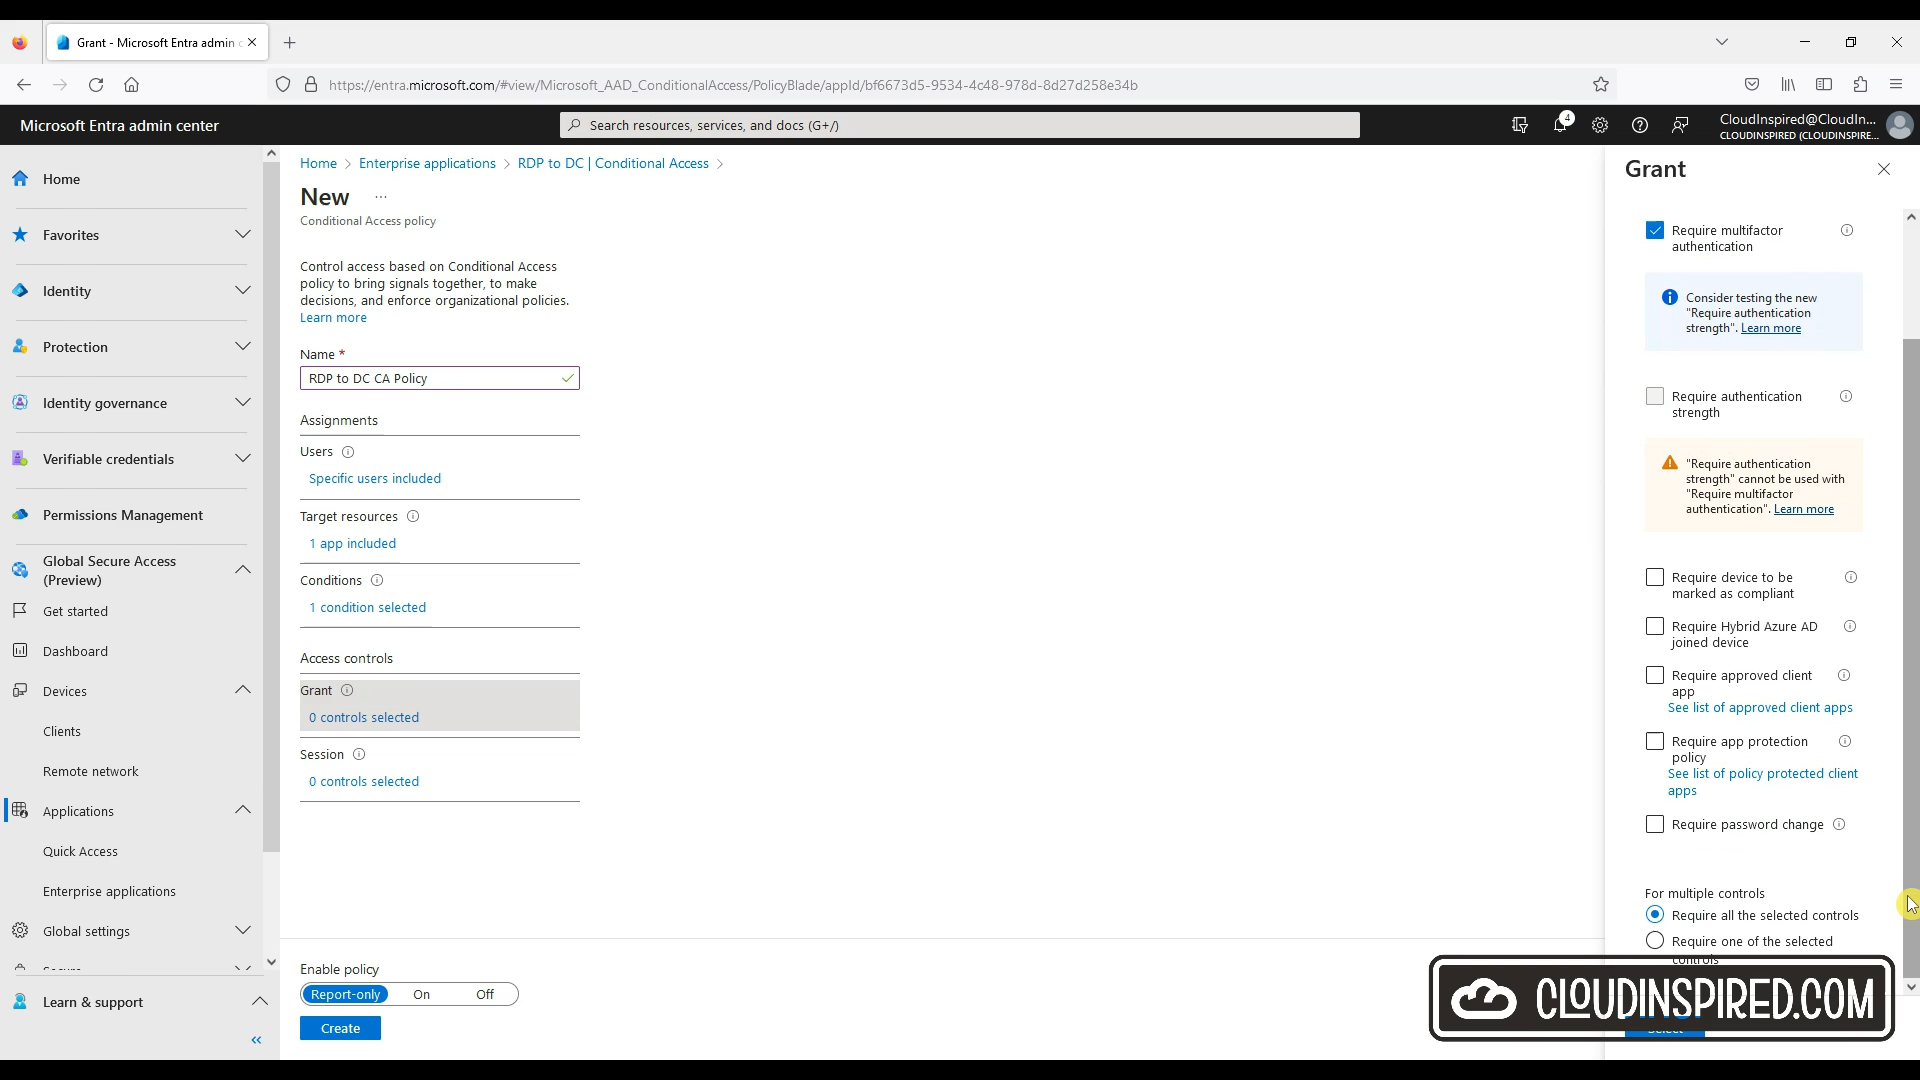 Grant - Microsoft Entra admin c
https://entra.microsoft.com/#view/Microsoft_AAD_ConditionalAccess/PolicyBlade/appId/bf6673d5-9534-4c48-978d-8d27d258e34b
Microsoft Entra admin center
Search resources, services, and docs (G+/)
4
CloudInspired@CloudIn...
CLOUDINSPIRED (CLOUDINSPIRE...
Home
Favorites
Identity
Protection
Identity governance
Verifiable credentials
Permissions Management
Global Secure Access
(Preview)
Get started
Dashboard
Devices
Clients
Remote network
Applications
Quick Access
Enterprise applications
Global settings
Learn & support
«
Home > Enterprise applications > RDP to DC | Conditional Access >
New ...
Conditional Access policy
Control access based on Conditional Access
policy to bring signals together, to make
decisions, and enforce organizational policies.
Learn more
Name *
RDP to DC CA Policy
Assignments
Users
Specific users included
Target resources
1 app included
Conditions
1 condition selected
Access controls
Grant
0 controls selected
Session
0 controls selected
Enable policy
Report-only On Off
Create
Grant
Require multifactor
authentication
Consider testing the new
"Require authentication
strength". Learn more
Require authentication
strength
"Require authentication
strength" cannot be used with
"Require multifactor
authentication". Learn more
Require device to be
marked as compliant
Require Hybrid Azure AD
joined device
Require approved client
app
See list of approved client apps
Require app protection
policy
See list of policy protected client
apps
Require password change
For multiple controls
Require all the selected controls
Require one of the selected
controls
CLOUDINSPIRED.COM